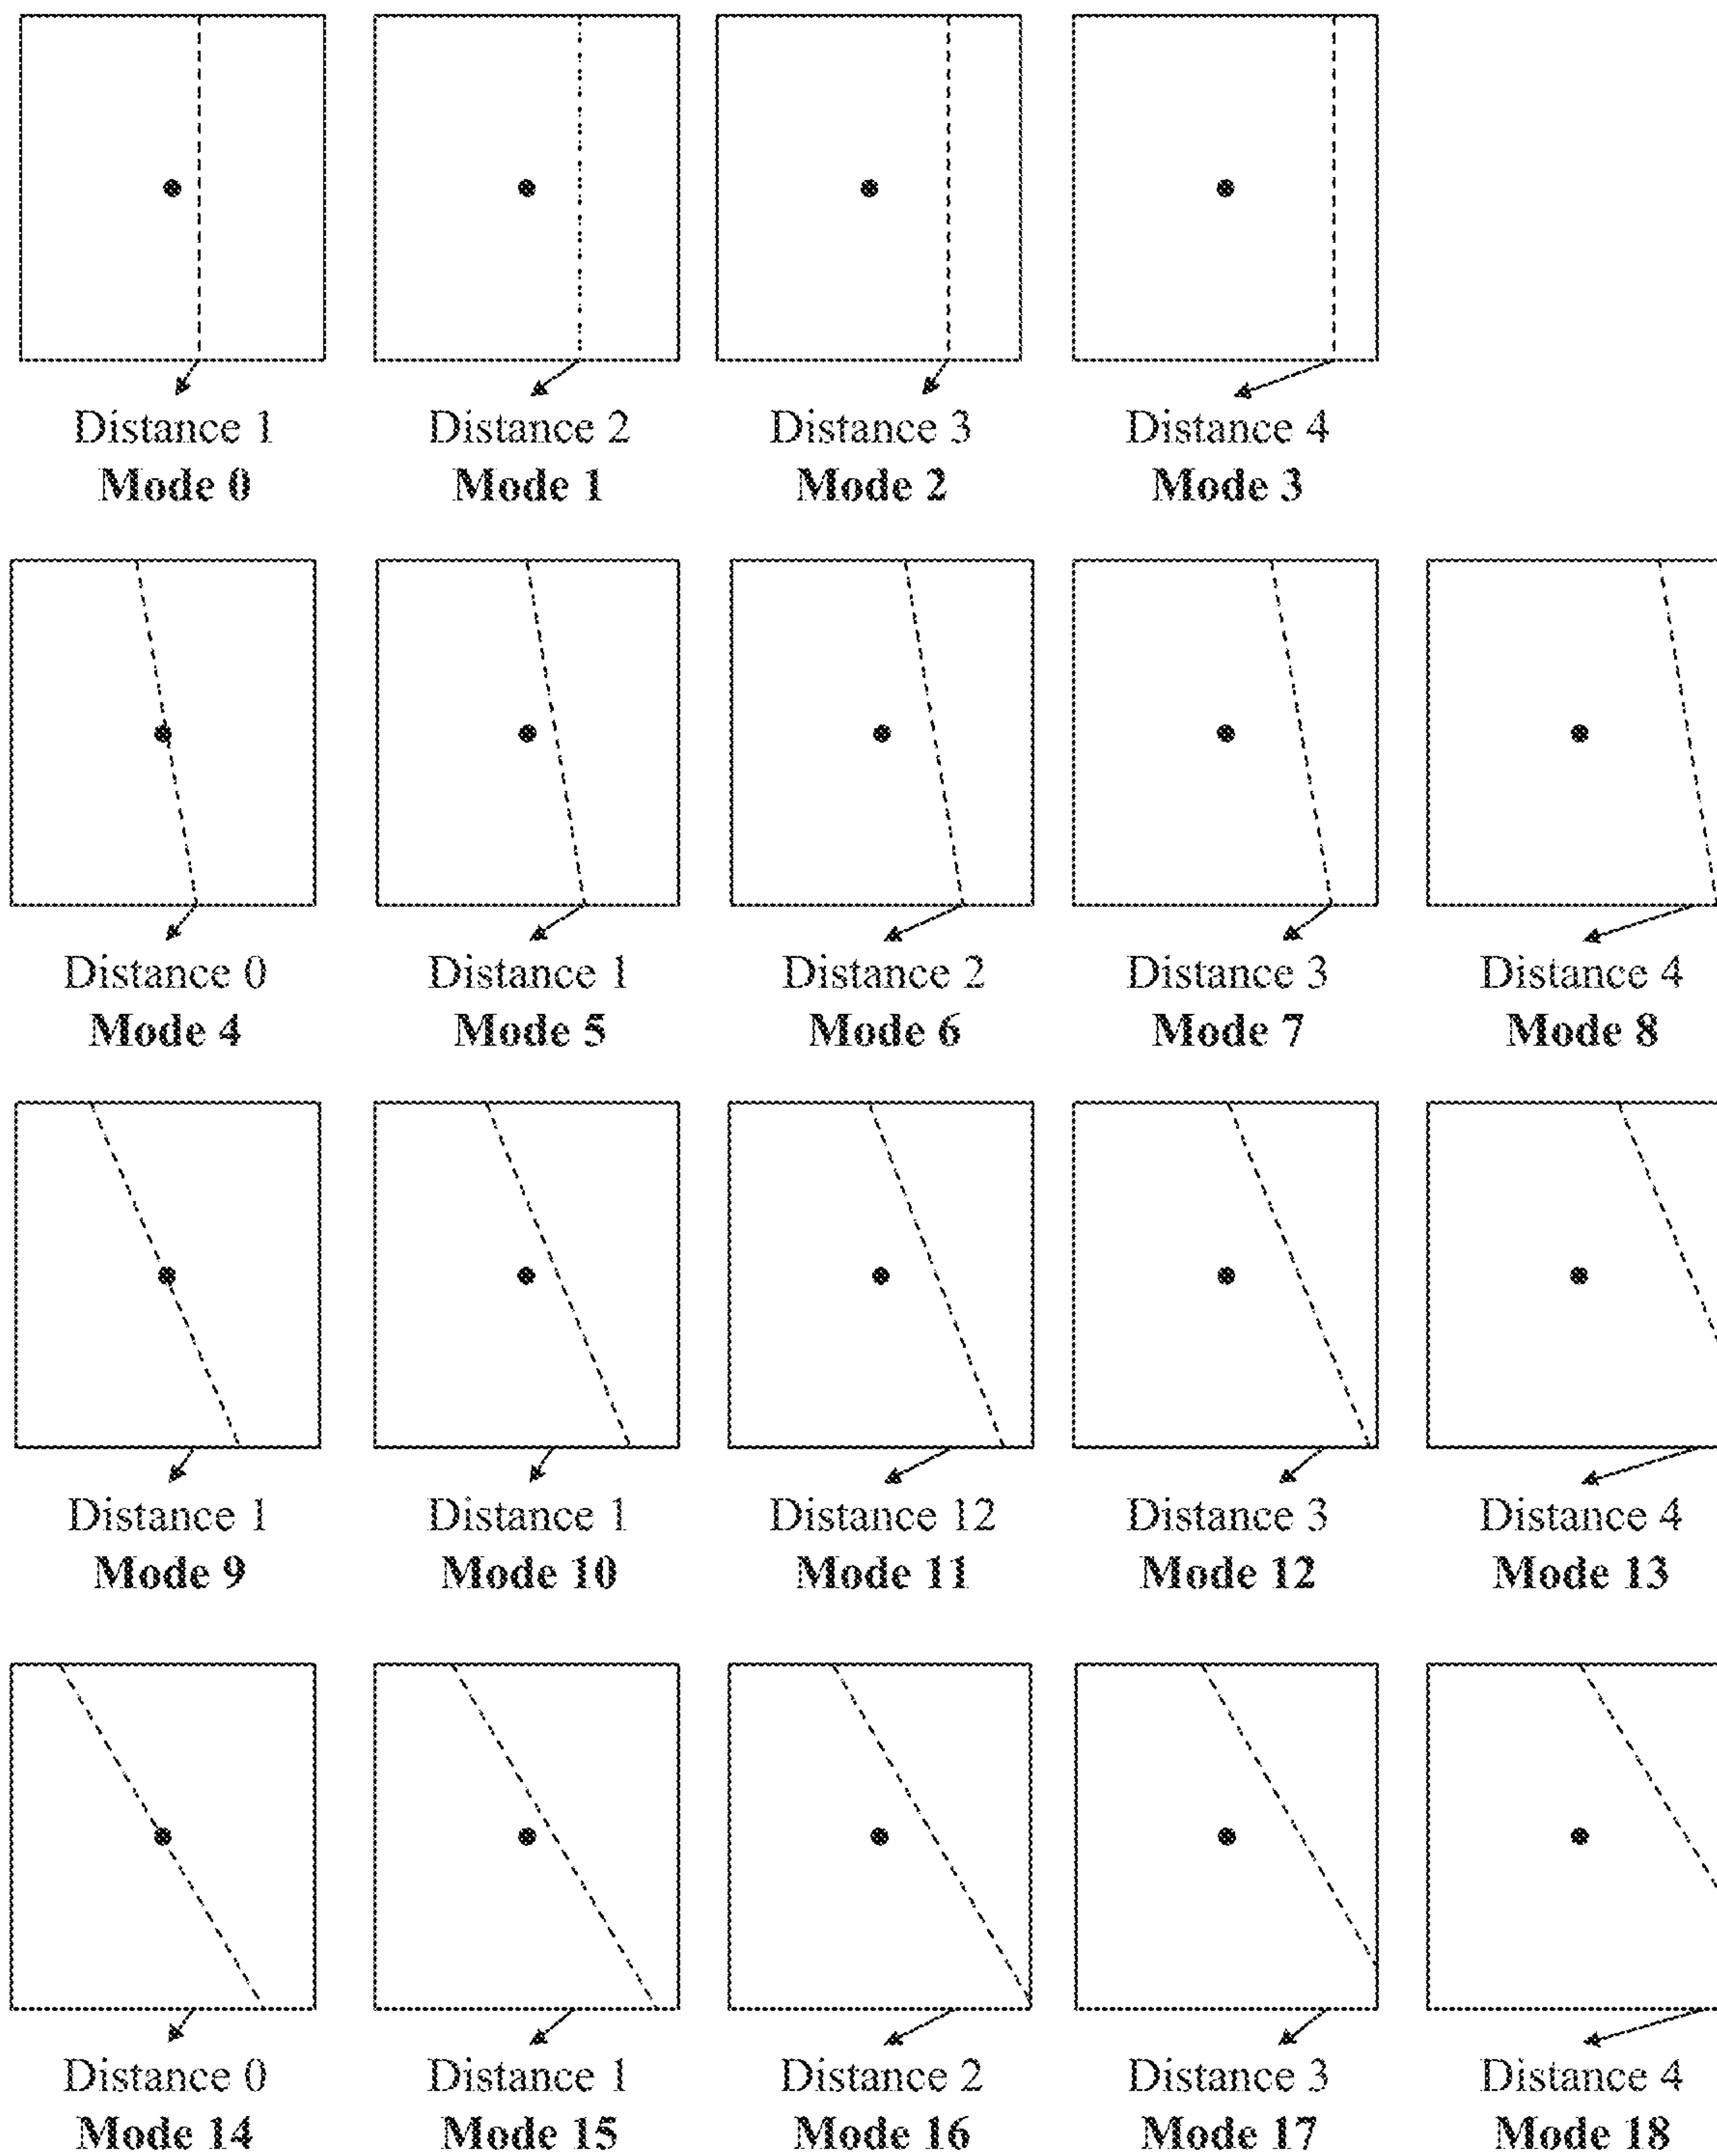 Distance 1 Distance 2 Distance 3 Distance 4
Mode 0 Mode 1 Mode 2 Mode 3
Distance 0 Distance 1 Distance 2 Distance 3 Distance 4
Mode 4 Mode 5 Mode 6 Mode 7 Mode 8
Distance 1 Distance 1 Distance 12 Distance 3 Distance 4
Mode 9 Mode 10 Mode 11 Mode 12 Mode 13
Distance 0 Distance 1 Distance 2 Distance 3 Distance 4
Mode 14 Mode 15 Mode 16 Mode 17 Mode 18